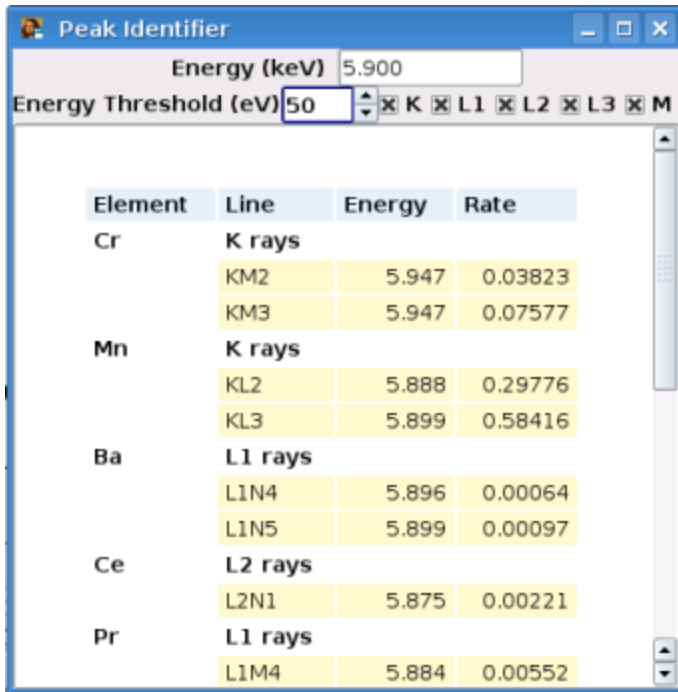 Peak Identifier
Energy (keV) 5.900
Energy Threshold (eV) 50 K L1 L2 L3 M
Element Line Energy Rate
Cr K rays
KM2 5.947 0.03823
KM3 5.947 0.07577
Mn K rays
KL2 5.888 0.29776
KL3 5.899 0.58416
Ba L1 rays
L1N4 5.896 0.00064
L1N5 5.899 0.00097
Ce L2 rays
L2N1 5.875 0.00221
Pr L1 rays
L1M4 5.884 0.00552